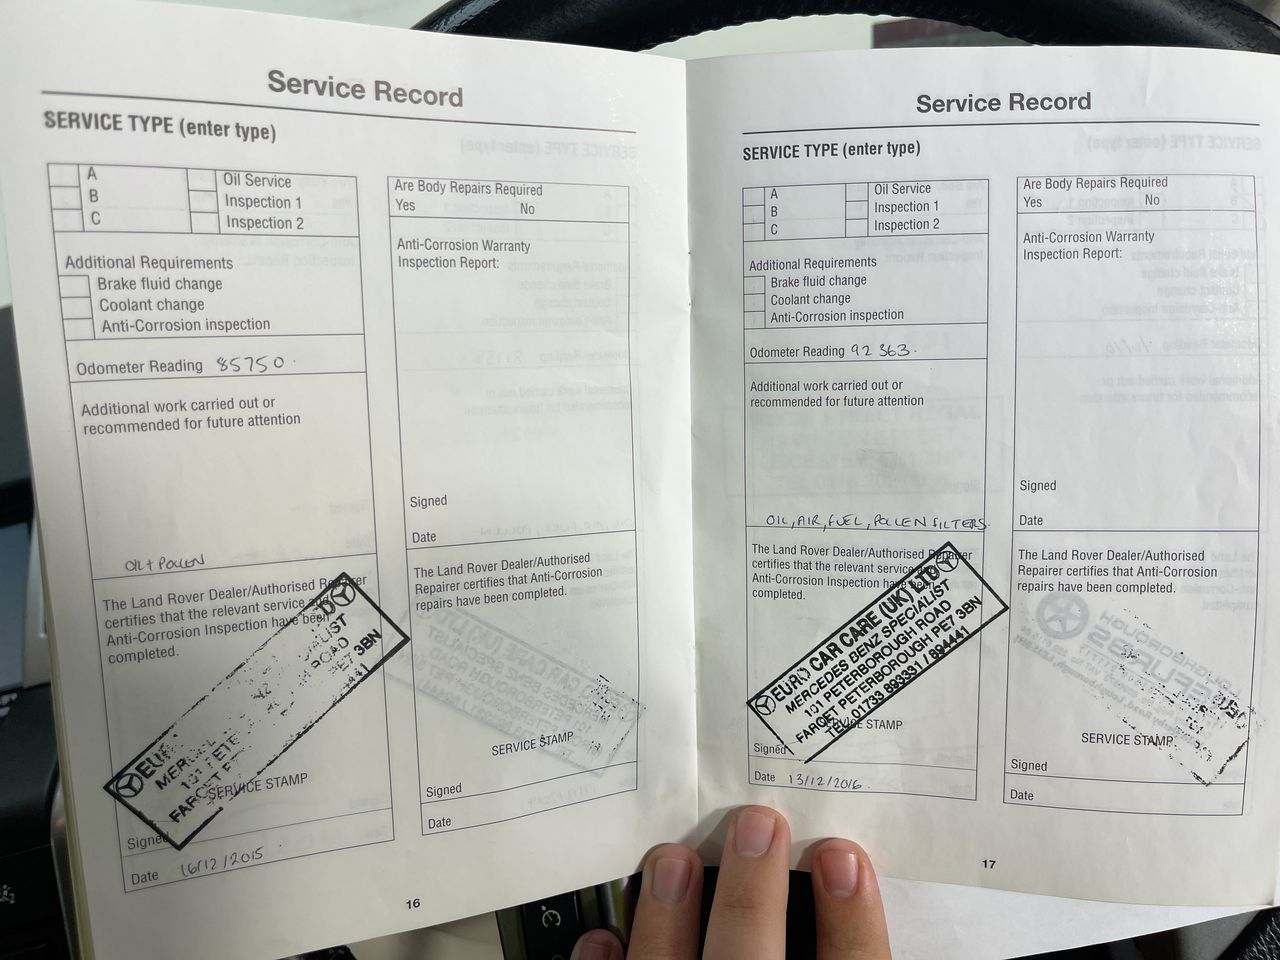 Service Record
SERVICE TYPE (enter type)
A
B
C
Oil Service
Inspection 1
Inspection 2
Additional Requirements
Brake fluid change
Coolant change
Anti-Corrosion inspection
Odometer Reading 85750.
Additional work carried out or
recommended for future attention
OIL + POLLEN
The Land Rover Dealer/Authorised Repairer
certifies that the relevant service and
Anti-Corrosion Inspection have been
completed.
SERVICE STAMP
Signed
Date 16/12/2015
Are Body Repairs Required
Yes No
Anti-Corrosion Warranty
Inspection Report:
Signed
Date
The Land Rover Dealer/Authorised
Repairer certifies that Anti-Corrosion
repairs have been completed.
SERVICE STAMP
Signed
Date
16
Service Record
SERVICE TYPE (enter type)
A
B
C
Oil Service
Inspection 1
Inspection 2
Additional Requirements
Brake fluid change
Coolant change
Anti-Corrosion inspection
Odometer Reading 92 363.
Additional work carried out or
recommended for future attention
OIL, AIR, FUEL, POLLEN FILTERS.
The Land Rover Dealer/Authorised Repairer
certifies that the relevant service
Anti-Corrosion Inspection have been
completed.
EURO CAR CARE (UK) LTD
MERCEDES BENZ SPECIALIST
101 PETERBOROUGH ROAD
FARCET PETERBOROUGH PE7 3BN
SERVICE STAMP
Signed
Date 13/12/2016.
Are Body Repairs Required
Yes No
Anti-Corrosion Warranty
Inspection Report:
Signed
Date
The Land Rover Dealer/Authorised
Repairer certifies that Anti-Corrosion
repairs have been completed.
SERVICE STAMP
Signed
Date
17